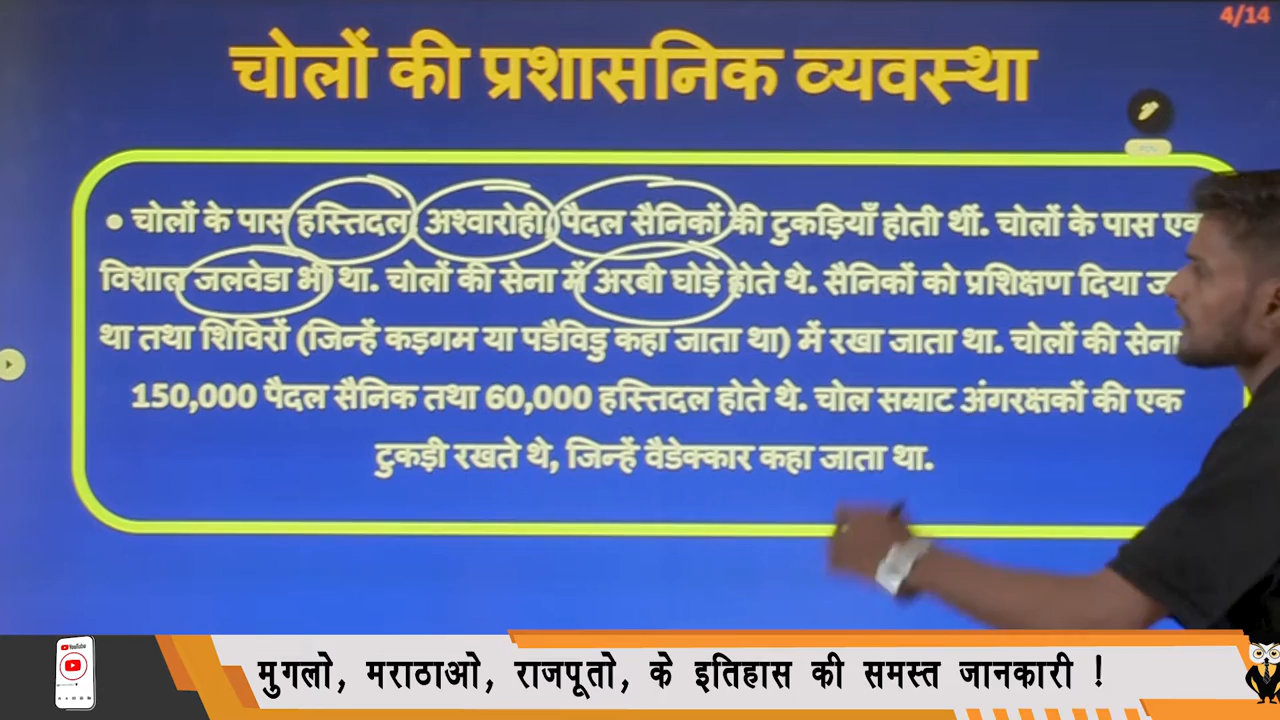 4/14
चोलों की प्रशासनिक व्यवस्था
• चोलों के पास हस्तिदल, अश्वारोही, पैदल सैनिकों की टुकड़ियाँ होती थीं. चोलों के पास एक
विशाल जलवेडा भी था. चोलों की सेना में अरबी घोड़े होते थे. सैनिकों को प्रशिक्षण दिया
था तथा शिविरों (जिन्हें कड़गम या पडैविडु कहा जाता था) में रखा जाता था. चोलों की सेना
150,000 पैदल सैनिक तथा 60,000 हस्तिदल होते थे. चोल सम्राट अंगरक्षकों की एक
टुकड़ी रखते थे, जिन्हें वैडेक्कार कहा जाता था.
YouTube
मुगलो, मराठाओ, राजपूतो, के इतिहास की समस्त जानकारी !